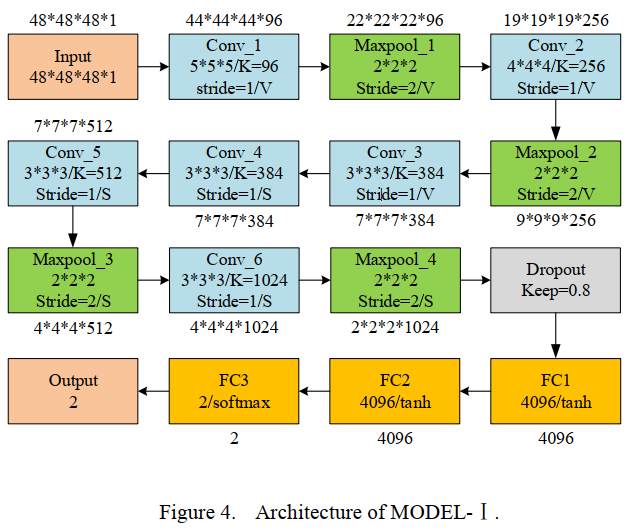 48*48*48*1
44*44*44*96
22*22*22*96
19*19*19*256
Input
48*48*48*1
Conv_1
5*5*5/K=96
stride=1/V
Maxpool_1
2*2*2
Stride=2/V
Conv_2
4*4*4/K=256
Stride=1/V
7*7*7*512
Conv_5
3*3*3/K=512
Stride=1/S
Conv_4
3*3*3/K=384
Stride=1/S
Conv_3
3*3*3/K=384
Stride=1/V
Maxpool_2
2*2*2
Stride=2/V
7*7*7*384
7*7*7*384
9*9*9*256
Maxpool_3
2*2*2
Stride=2/S
Conv_6
3*3*3/K=1024
Stride=1/S
Maxpool_4
2*2*2
Stride=2/S
Dropout
Keep=0.8
4*4*4*512
4*4*4*1024
2*2*2*1024
Output
2
FC3
2/softmax
FC2
4096/tanh
FC1
4096/tanh
2
4096
4096
Figure 4. Architecture of MODEL-Ⅰ.